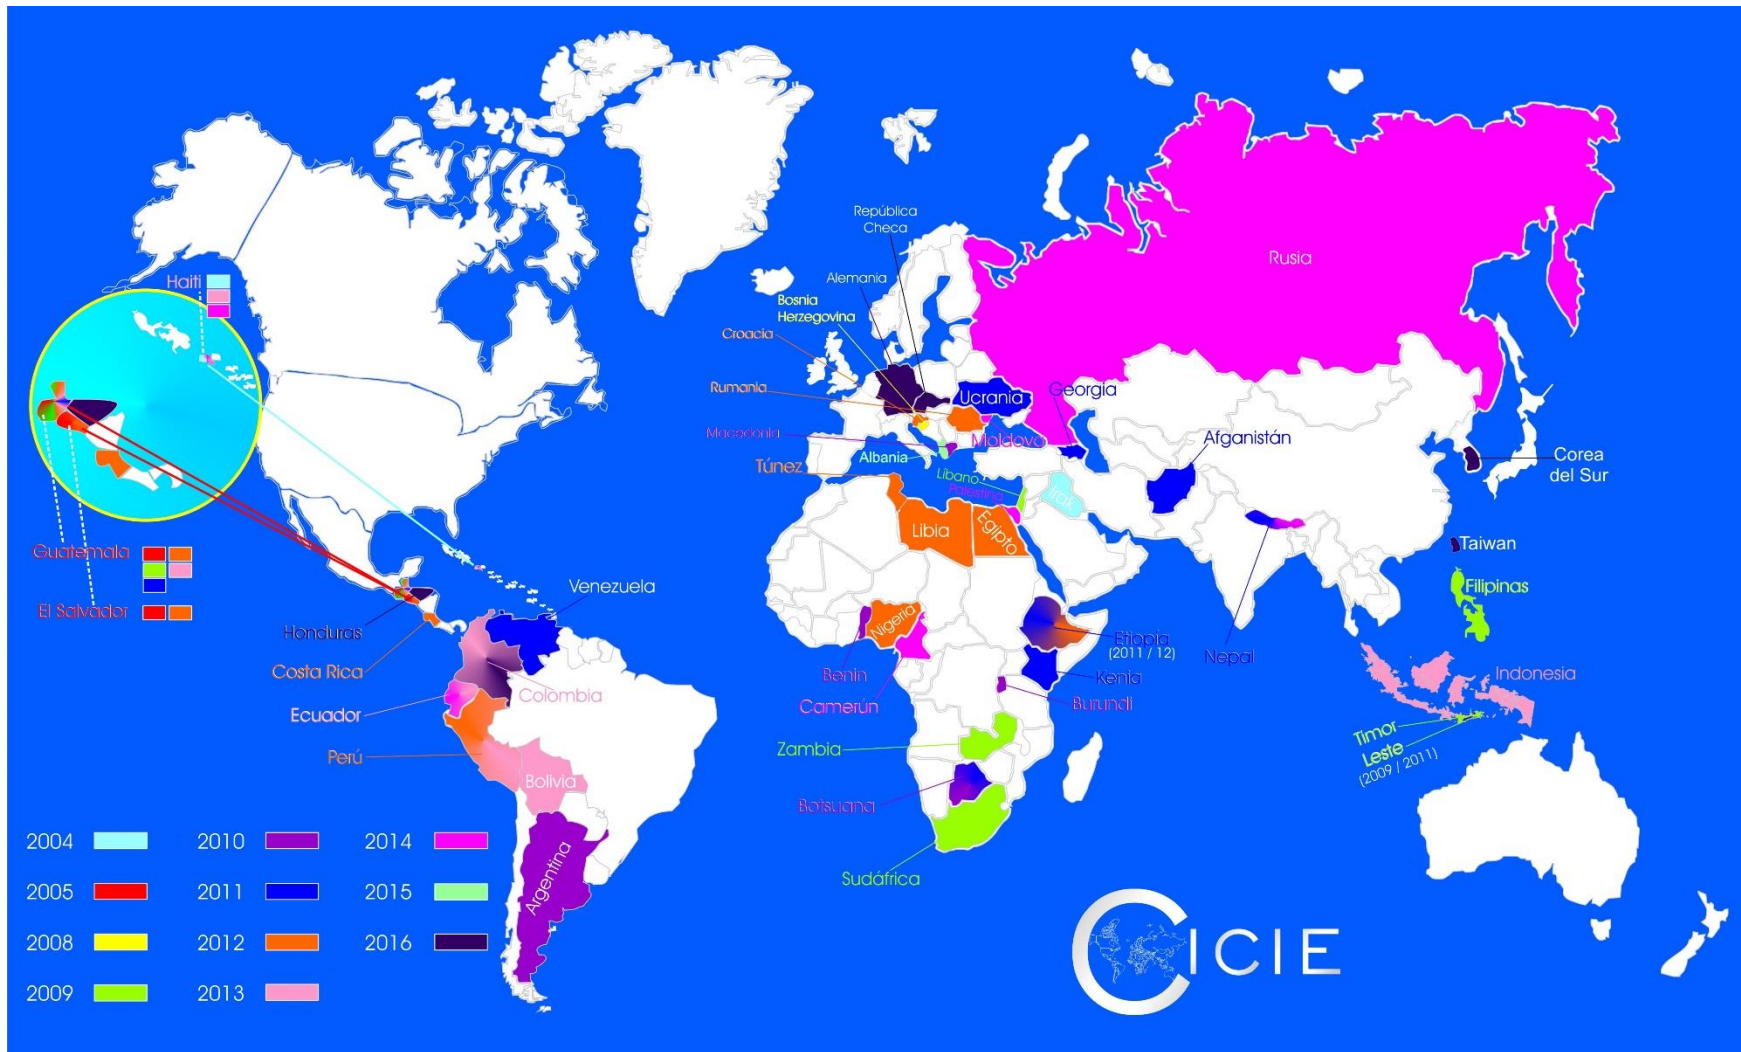 República
Checa
Alemania
Rusia
Haiti
Bosnia
Herzegovina
Croacia
Rumania
Ucrania
Georgia
Macedonia
Moldova
Afganistán
Albania
Túnez
Líbano
Palestina
Irak
Corea
del Sur
Libia
Egipto
Taiwan
Guatemala
Venezuela
Filipinas
El Salvador
Honduras
Nigeria
Etiopia
(2011 / 12)
Nepal
Costa Rica
Benin
Kenia
Indonesia
Colombia
Ecuador
Camerún
Burundi
Timor
Leste
(2009 / 2011)
Perú
Zambia
Bolivia
Botsuana
Argentina
Sudáfrica
2004
2010
2014
2005
2011
2015
2008
2012
2016
2009
2013
CICIE